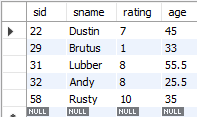 sid sname rating age
22 Dustin 7 45
29 Brutus 1 33
31 Lubber 8 55.5
32 Andy 8 25.5
58 Rusty 10 35
NULL NULL NULL NULL